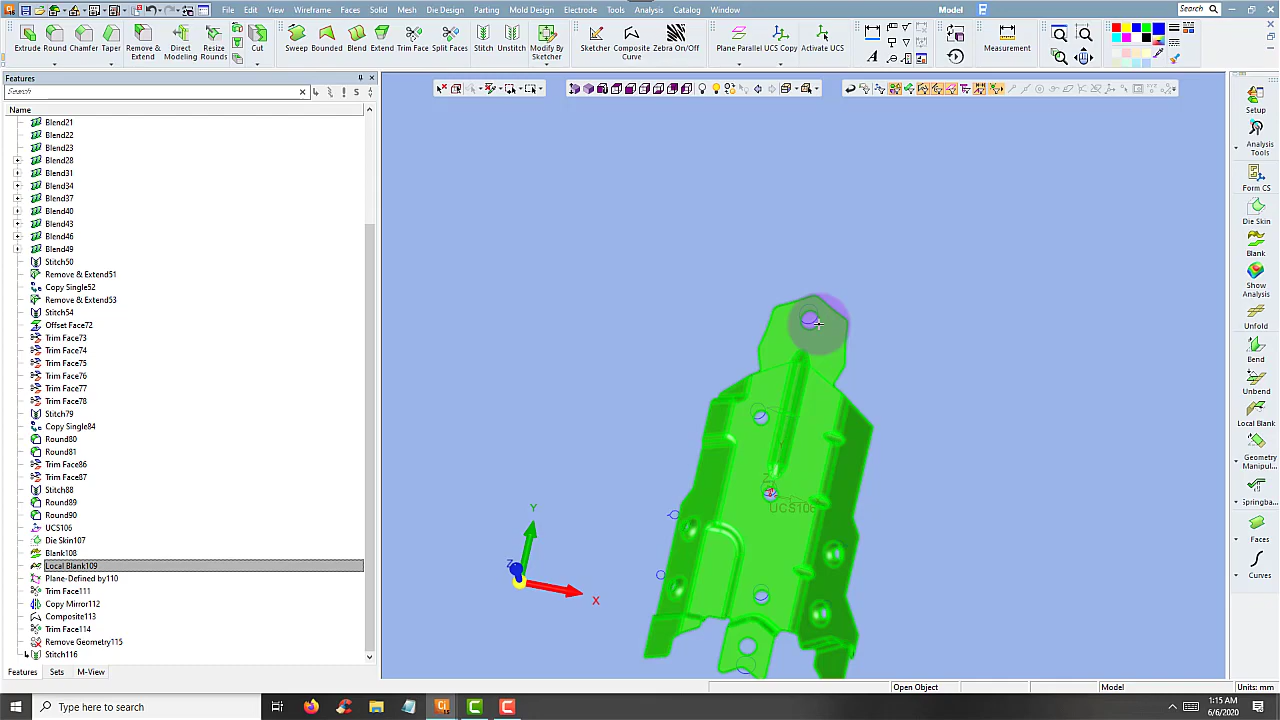 File Edit Wireframe Faces Solid Mesh Die Design Parting Mold Design Electrode Tools Analysis Catalog Window
Model
Search
Extrude Round Chamfer Taper Remove & Extend Direct Modeling Resize Rounds Cut Sweep Bounded Blend Extend Stitch Unstitch Modify By Sketcher Sketcher Composite Curve Zebra On/Off Plane-Parallel UCS Copy Activate UCS Measurement
Features
Search
Name
Blend21
Blend22
Blend23
Blend28
Blend31
Blend34
Blend37
Blend40
Blend43
Blend46
Blend49
Stitch50
Remove & Extend51
Copy Single52
Remove & Extend53
Stitch54
Offset Face72
Trim Face73
Trim Face74
Trim Face75
Trim Face76
Trim Face77
Trim Face78
Stitch79
Copy Single84
Round80
Round81
Trim Face86
Trim Face87
Stitch88
Round89
Round90
UCS106
Die Skin107
Blank108
Local Blank109
Plane-Defined by110
Trim Face111
Copy Mirror112
Composite113
Trim Face114
Remove Geometry115
Stitch116
Features Sets M-View
Y
Z
X
Z
UCS106
Setup
Analysis Tools
Form CS
Die Skin
Blank
Show Analysis
Unfold
Bend
Unbend
Local Blank
Geometry Manipul...
Springba...
Faces
Curves
Open Object
Model
Units: mm
Type here to search
1:15 AM
6/6/2020